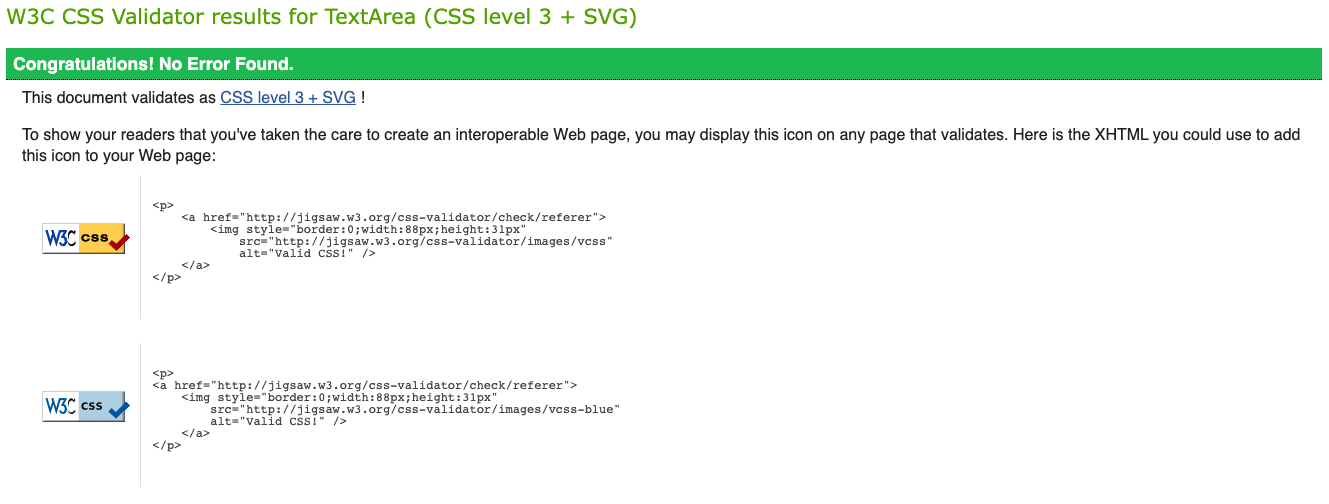 W3C CSS Validator results for TextArea (CSS level 3 + SVG)
Congratulations! No Error Found.
This document validates as CSS level 3 + SVG !
To show your readers that you've taken the care to create an interoperable Web page, you may display this icon on any page that validates. Here is the XHTML you could use to add
this icon to your Web page:
<p>
    <a href="http://jigsaw.w3.org/css-validator/check/referer">
        <img style="border:0;width:88px;height:31px"
            src="http://jigsaw.w3.org/css-validator/images/vcss"
            alt="Valid CSS!" />
    </a>
</p>
W3C css
<p>
<a href="http://jigsaw.w3.org/css-validator/check/referer">
    <img style="border:0;width:88px;height:31px"
        src="http://jigsaw.w3.org/css-validator/images/vcss-blue"
        alt="Valid CSS!" />
    </a>
</p>
W3C css